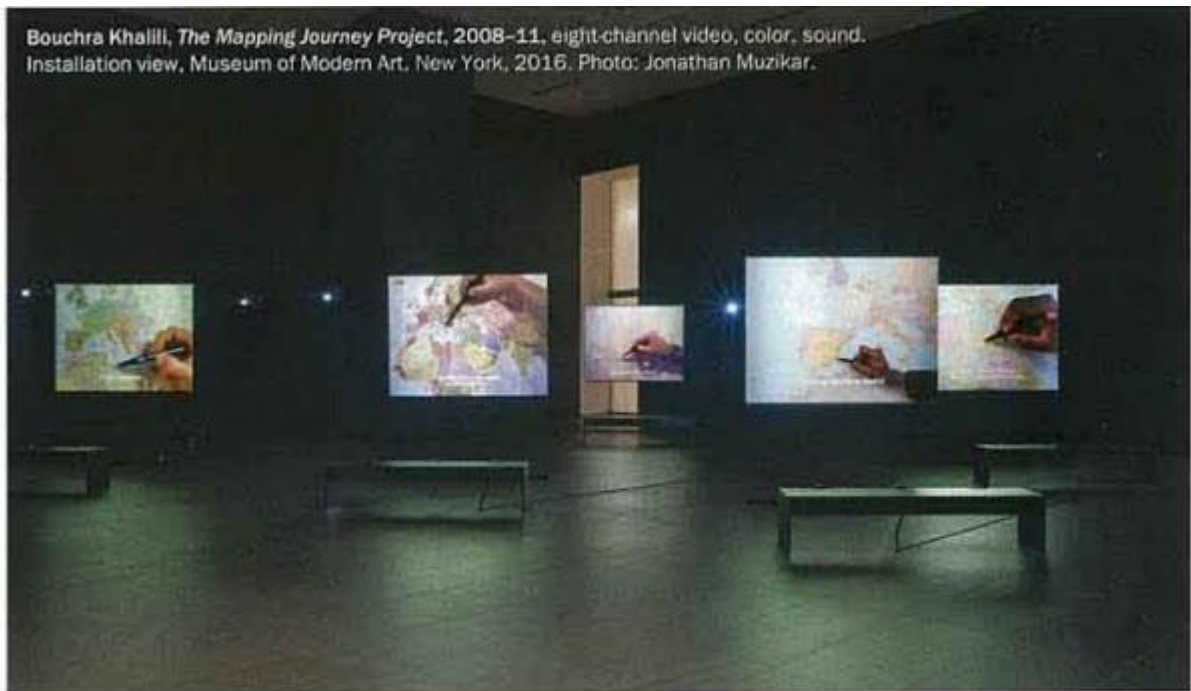 Bouchra Khalili, The Mapping Journey Project, 2008–11, eight-channel video, color, sound.
Installation view, Museum of Modern Art, New York, 2016. Photo: Jonathan Muzikar.